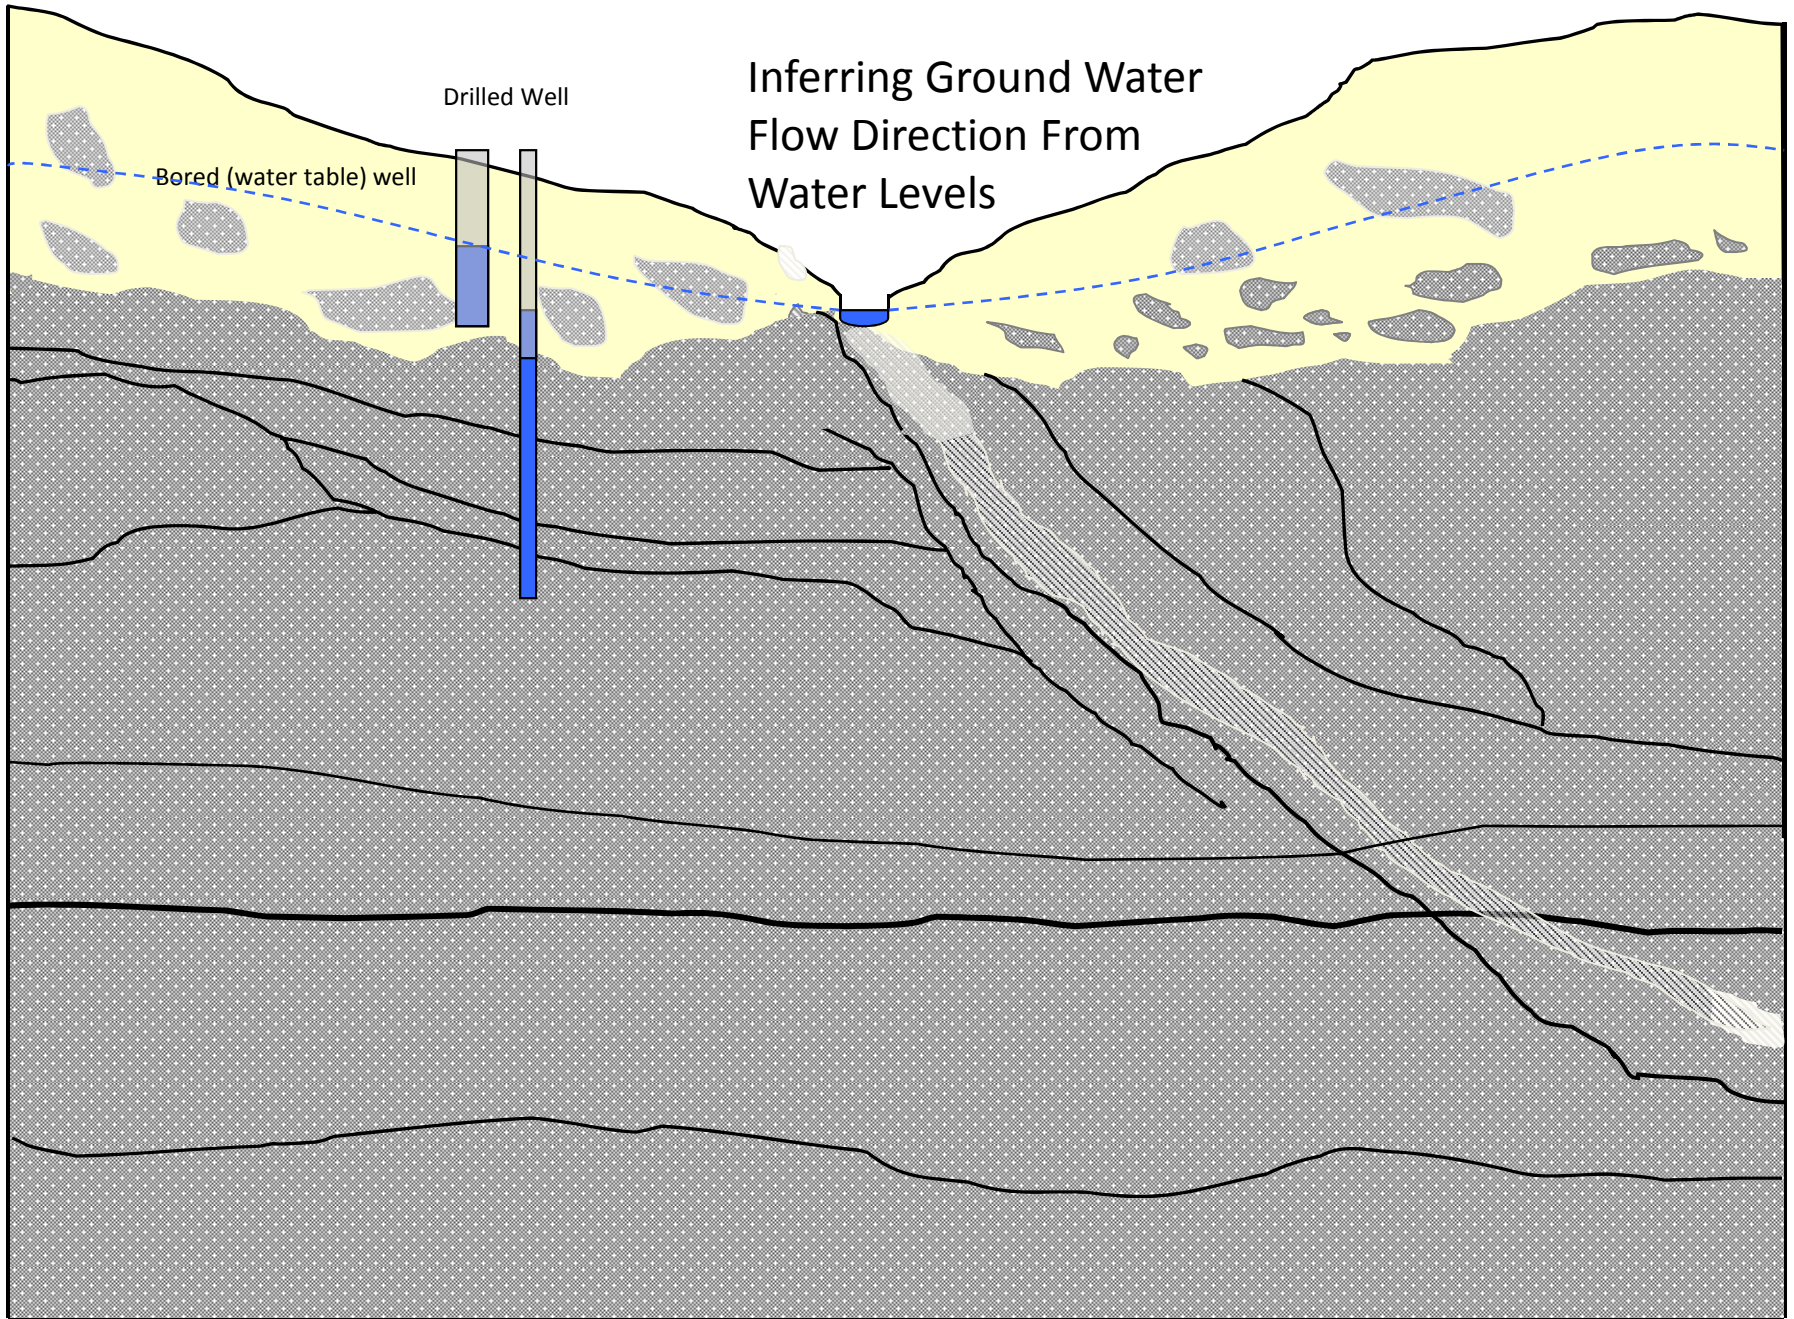 Inferring Ground Water
Flow Direction From
Water Levels
Drilled Well
Bored (water table) well